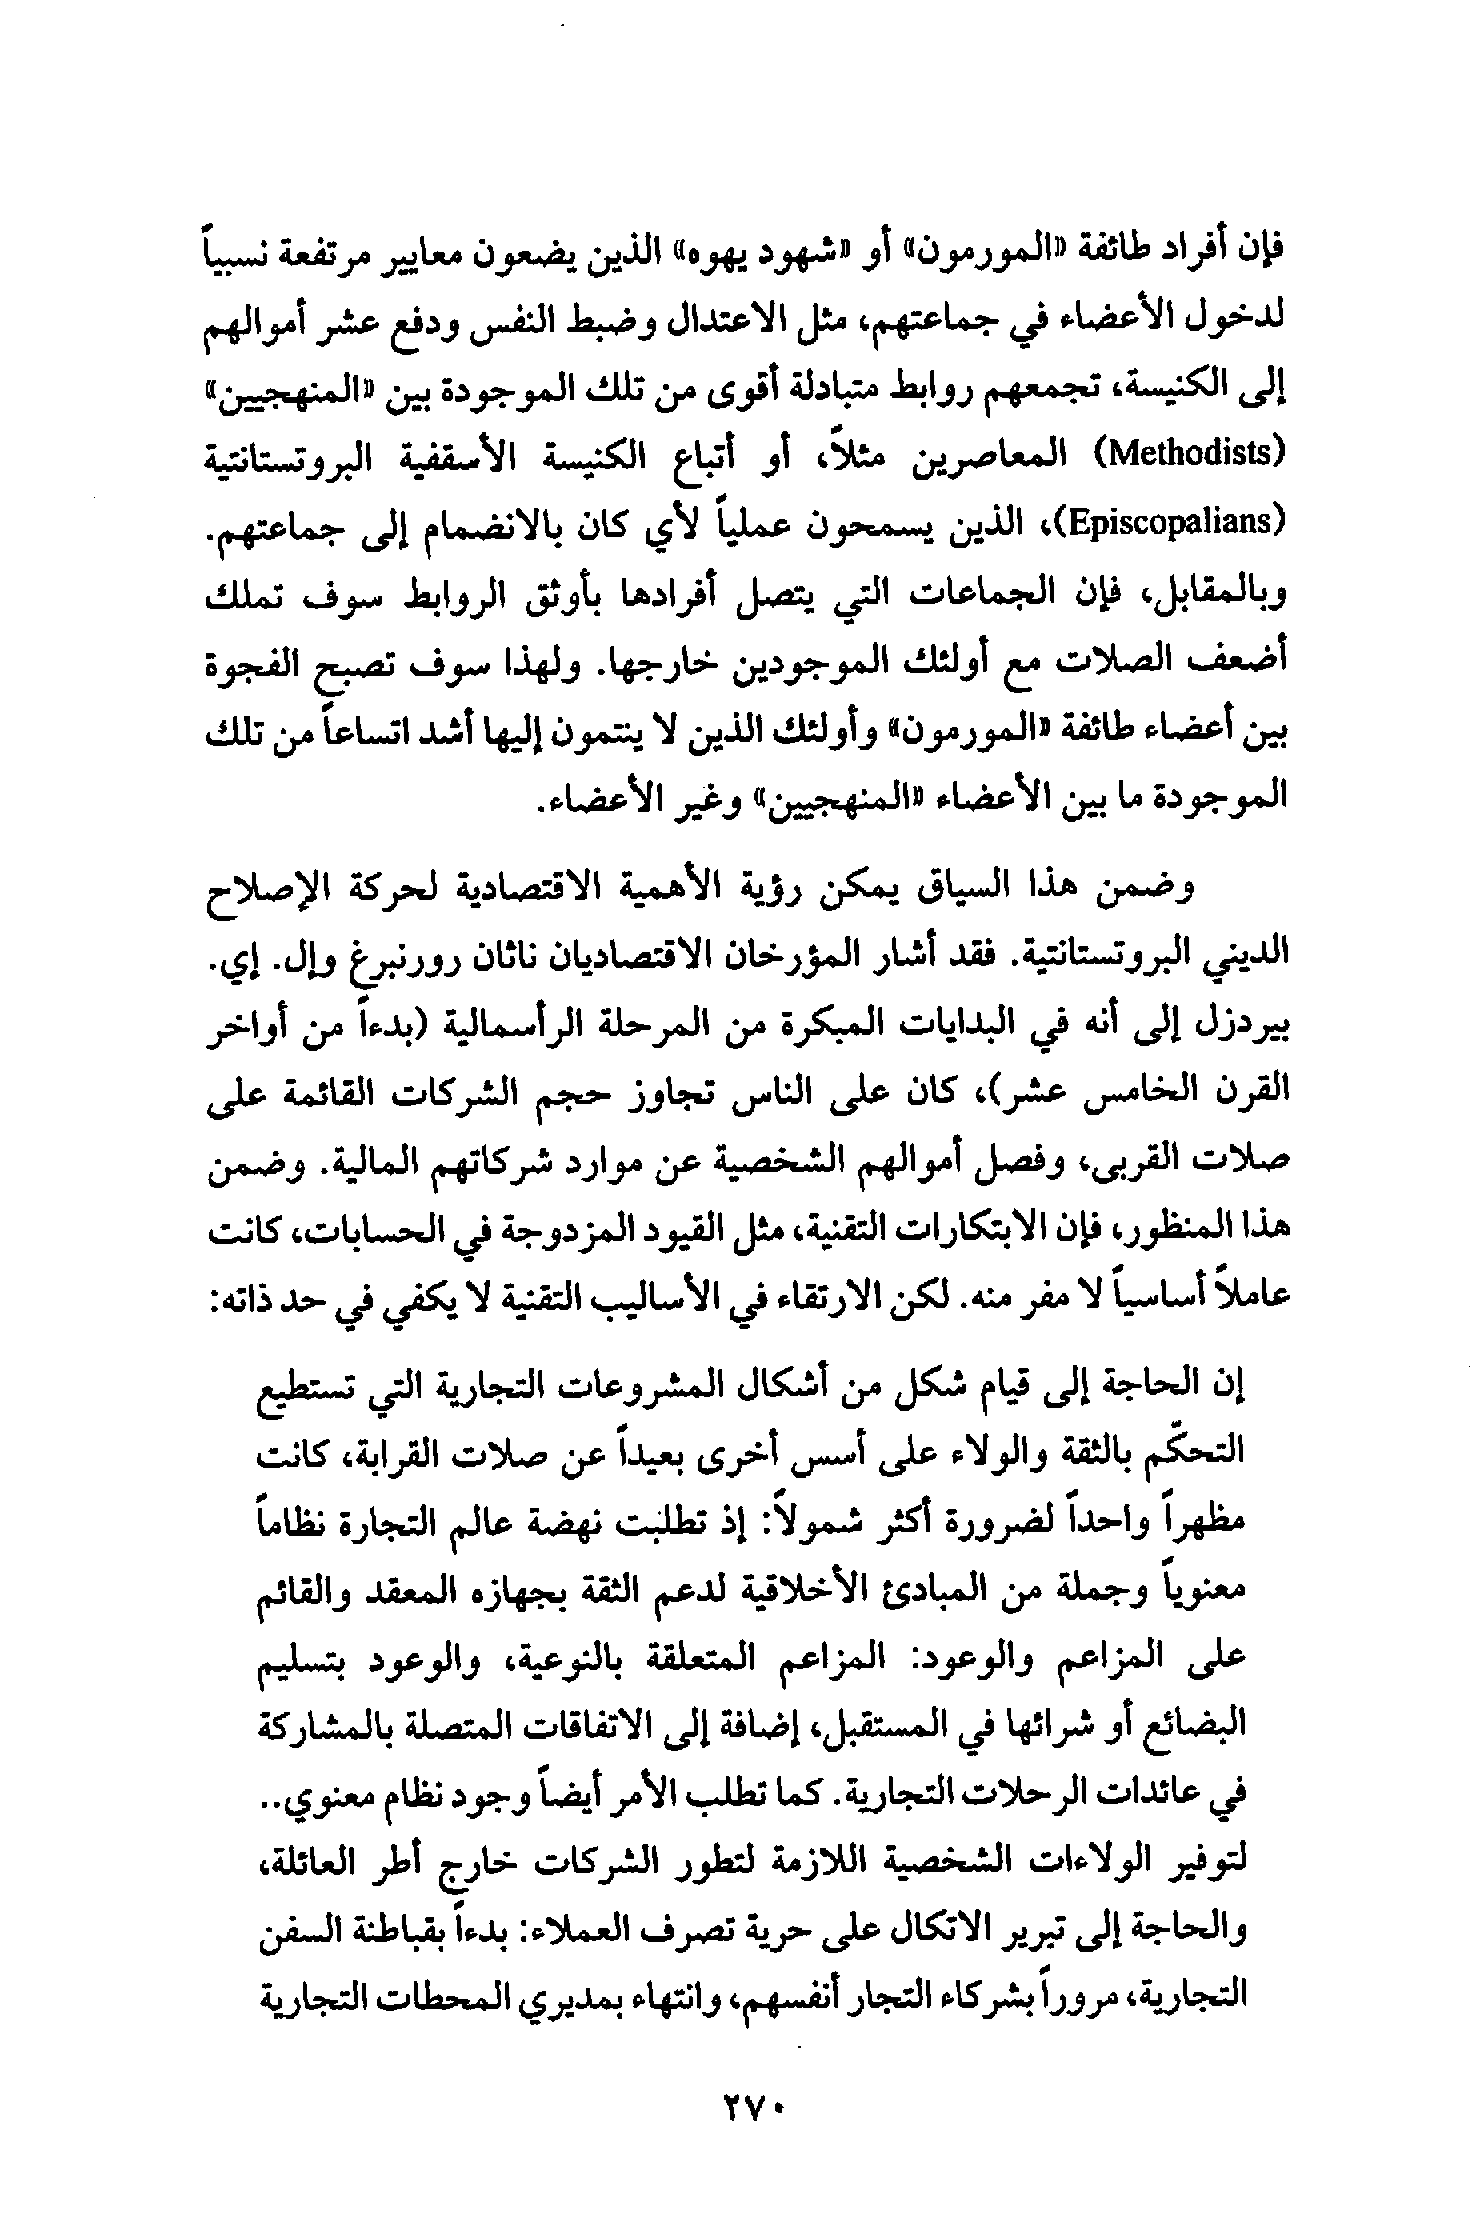 فإن أفراد طائفة «المورمون» أو «شهود يهوه» الذين يضعون معايير مرتفعة نسبياً
لدخول الأعضاء في جماعتهم، مثل الاعتدال وضبط النفس ودفع عشر أموالهم
إلى الكنيسة، تجمعهم روابط متبادلة أقوى من تلك الموجودة بين «المنهجيين»
(Methodists) المعاصرين مثلاً، أو أتباع الكنيسة الأسقفية البروتستانتية
(Episcopalians)، الذين يسمحون عملياً لأي كان بالانضمام إلى جماعتهم.
وبالمقابل، فإن الجماعات التي يتصل أفرادها بأوثق الروابط سوف تملك
أضعف الصلات مع أولئك الموجودين خارجها. ولهذا سوف تصبح الفجوة
بين أعضاء طائفة «المورمون» وأولئك الذين لا ينتمون إليها أشد اتساعاً من تلك
الموجودة ما بين الأعضاء «المنهجيين» وغير الأعضاء.
وضمن هذا السياق يمكن رؤية الأهمية الاقتصادية لحركة الإصلاح
الديني البروتستانتية. فقد أشار المؤرخان الاقتصاديان ناثان روزنبرغ وإل. إي.
بيردزل إلى أنه في البدايات المبكرة من المرحلة الرأسمالية (بدءاً من أواخر
القرن الخامس عشر)، كان على الناس تجاوز حجم الشركات القائمة على
صلات القربى، وفصل أموالهم الشخصية عن موارد شركاتهم المالية. وضمن
هذا المنظور، فإن الابتكارات التقنية، مثل القيود المزدوجة في الحسابات، كانت
عاملاً أساسياً لا مفر منه. لكن الارتقاء في الأساليب التقنية لا يكفي في حد ذاته:
إن الحاجة إلى قيام شكل من أشكال المشروعات التجارية التي تستطيع
التحكّم بالثقة والولاء على أسس أخرى بعيداً عن صلات القرابة، كانت
مظهراً واحداً لضرورة أكثر شمولاً: إذ تطلبت نهضة عالم التجارة نظاماً
معنوياً وجملة من المبادئ الأخلاقية لدعم الثقة بجهازه المعقد والقائم
على المزاعم والوعود: المزاعم المتعلقة بالنوعية، والوعود بتسليم
البضائع أو شرائها في المستقبل، إضافة إلى الاتفاقات المتصلة بالمشاركة
في عائدات الرحلات التجارية. كما تطلب الأمر أيضاً وجود نظام معنوي..
لتوفير الولاءات الشخصية اللازمة لتطور الشركات خارج أطر العائلة،
والحاجة إلى تبرير الاتكال على حرية تصرف العملاء: بدءاً بقباطنة السفن
التجارية، مروراً بشركاء التجار أنفسهم، وانتهاء بمديري المحطات التجارية
٢٧٠